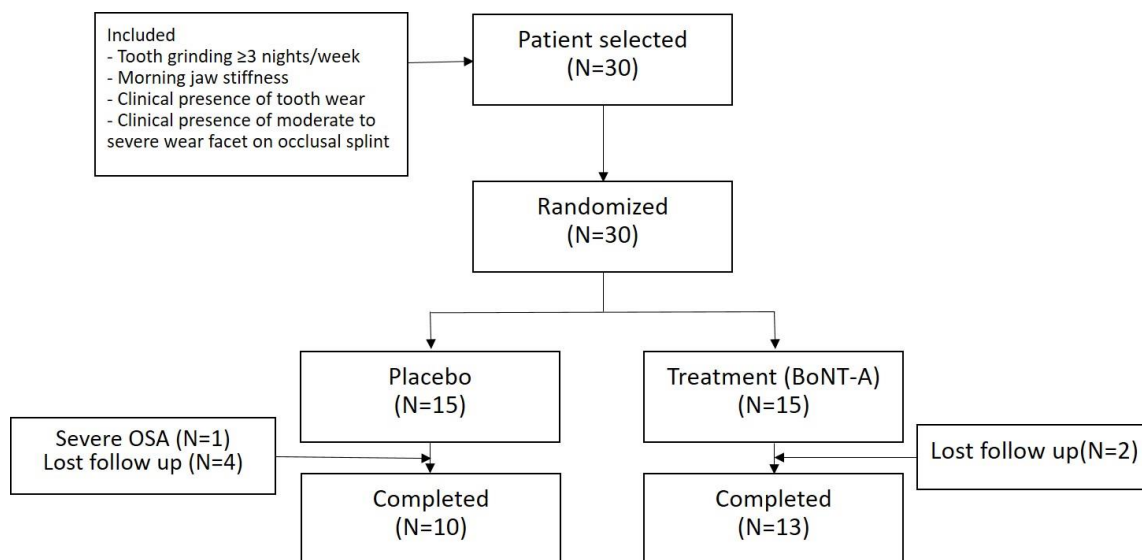 Included
- Tooth grinding ≥3 nights/week
- Morning jaw stiffness
- Clinical presence of tooth wear
- Clinical presence of moderate to
severe wear facet on occlusal splint
Patient selected
(N=30)
Randomized
(N=30)
Placebo
(N=15)
Treatment (BoNT-A)
(N=15)
Severe OSA (N=1)
Lost follow up (N=4)
Lost follow up(N=2)
Completed
(N=10)
Completed
(N=13)